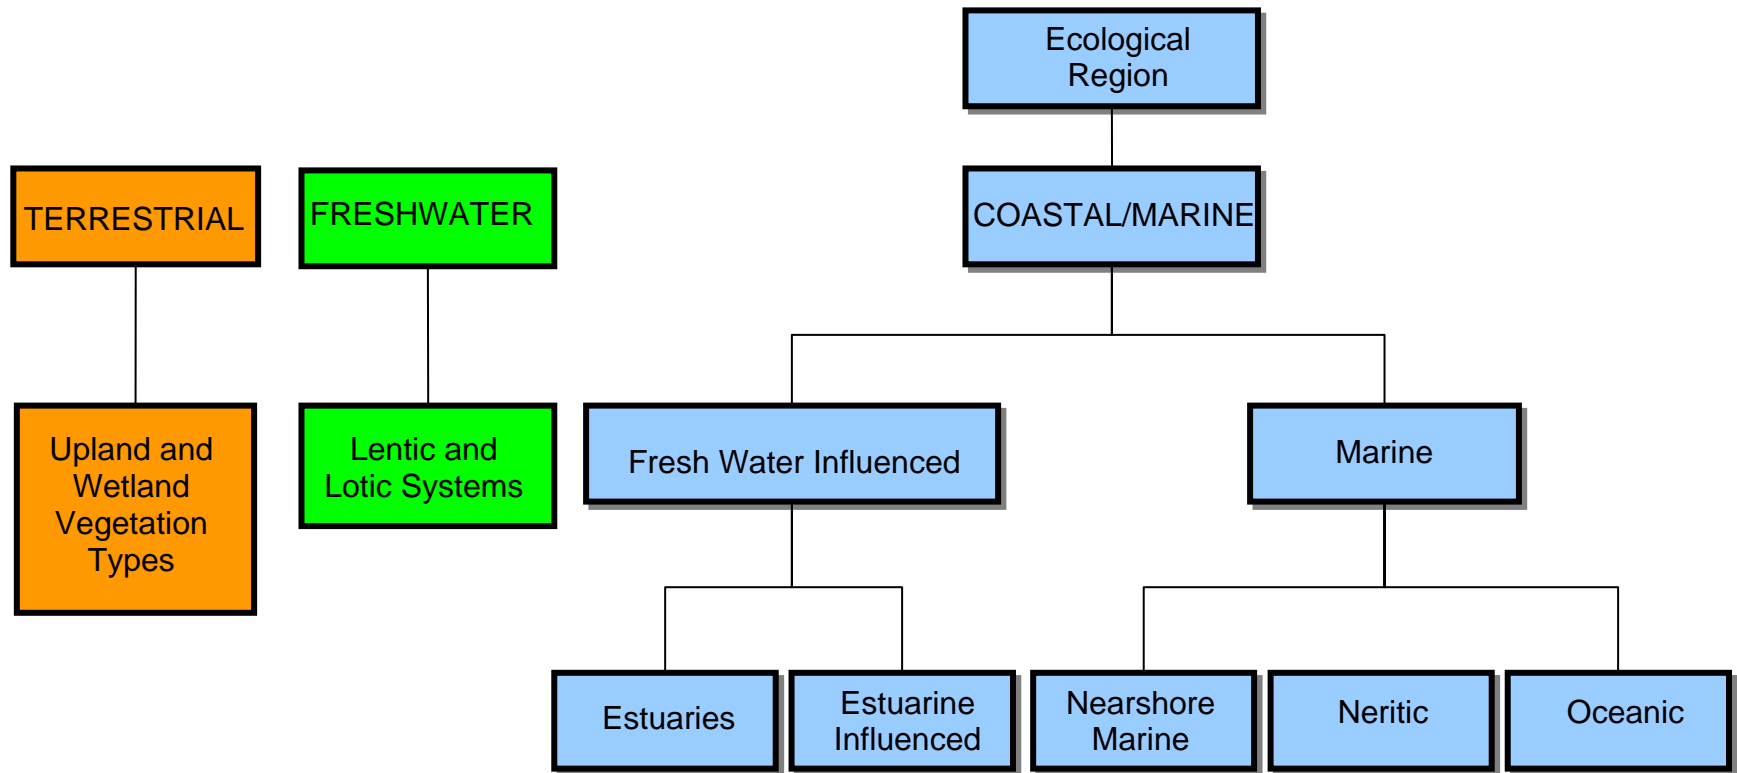 Ecological
Region
TERRESTRIAL
FRESHWATER
COASTAL/MARINE
Upland and
Wetland
Vegetation
Types
Lentic and
Lotic Systems
Fresh Water Influenced
Marine
Estuaries
Estuarine
Influenced
Nearshore
Marine
Neritic
Oceanic